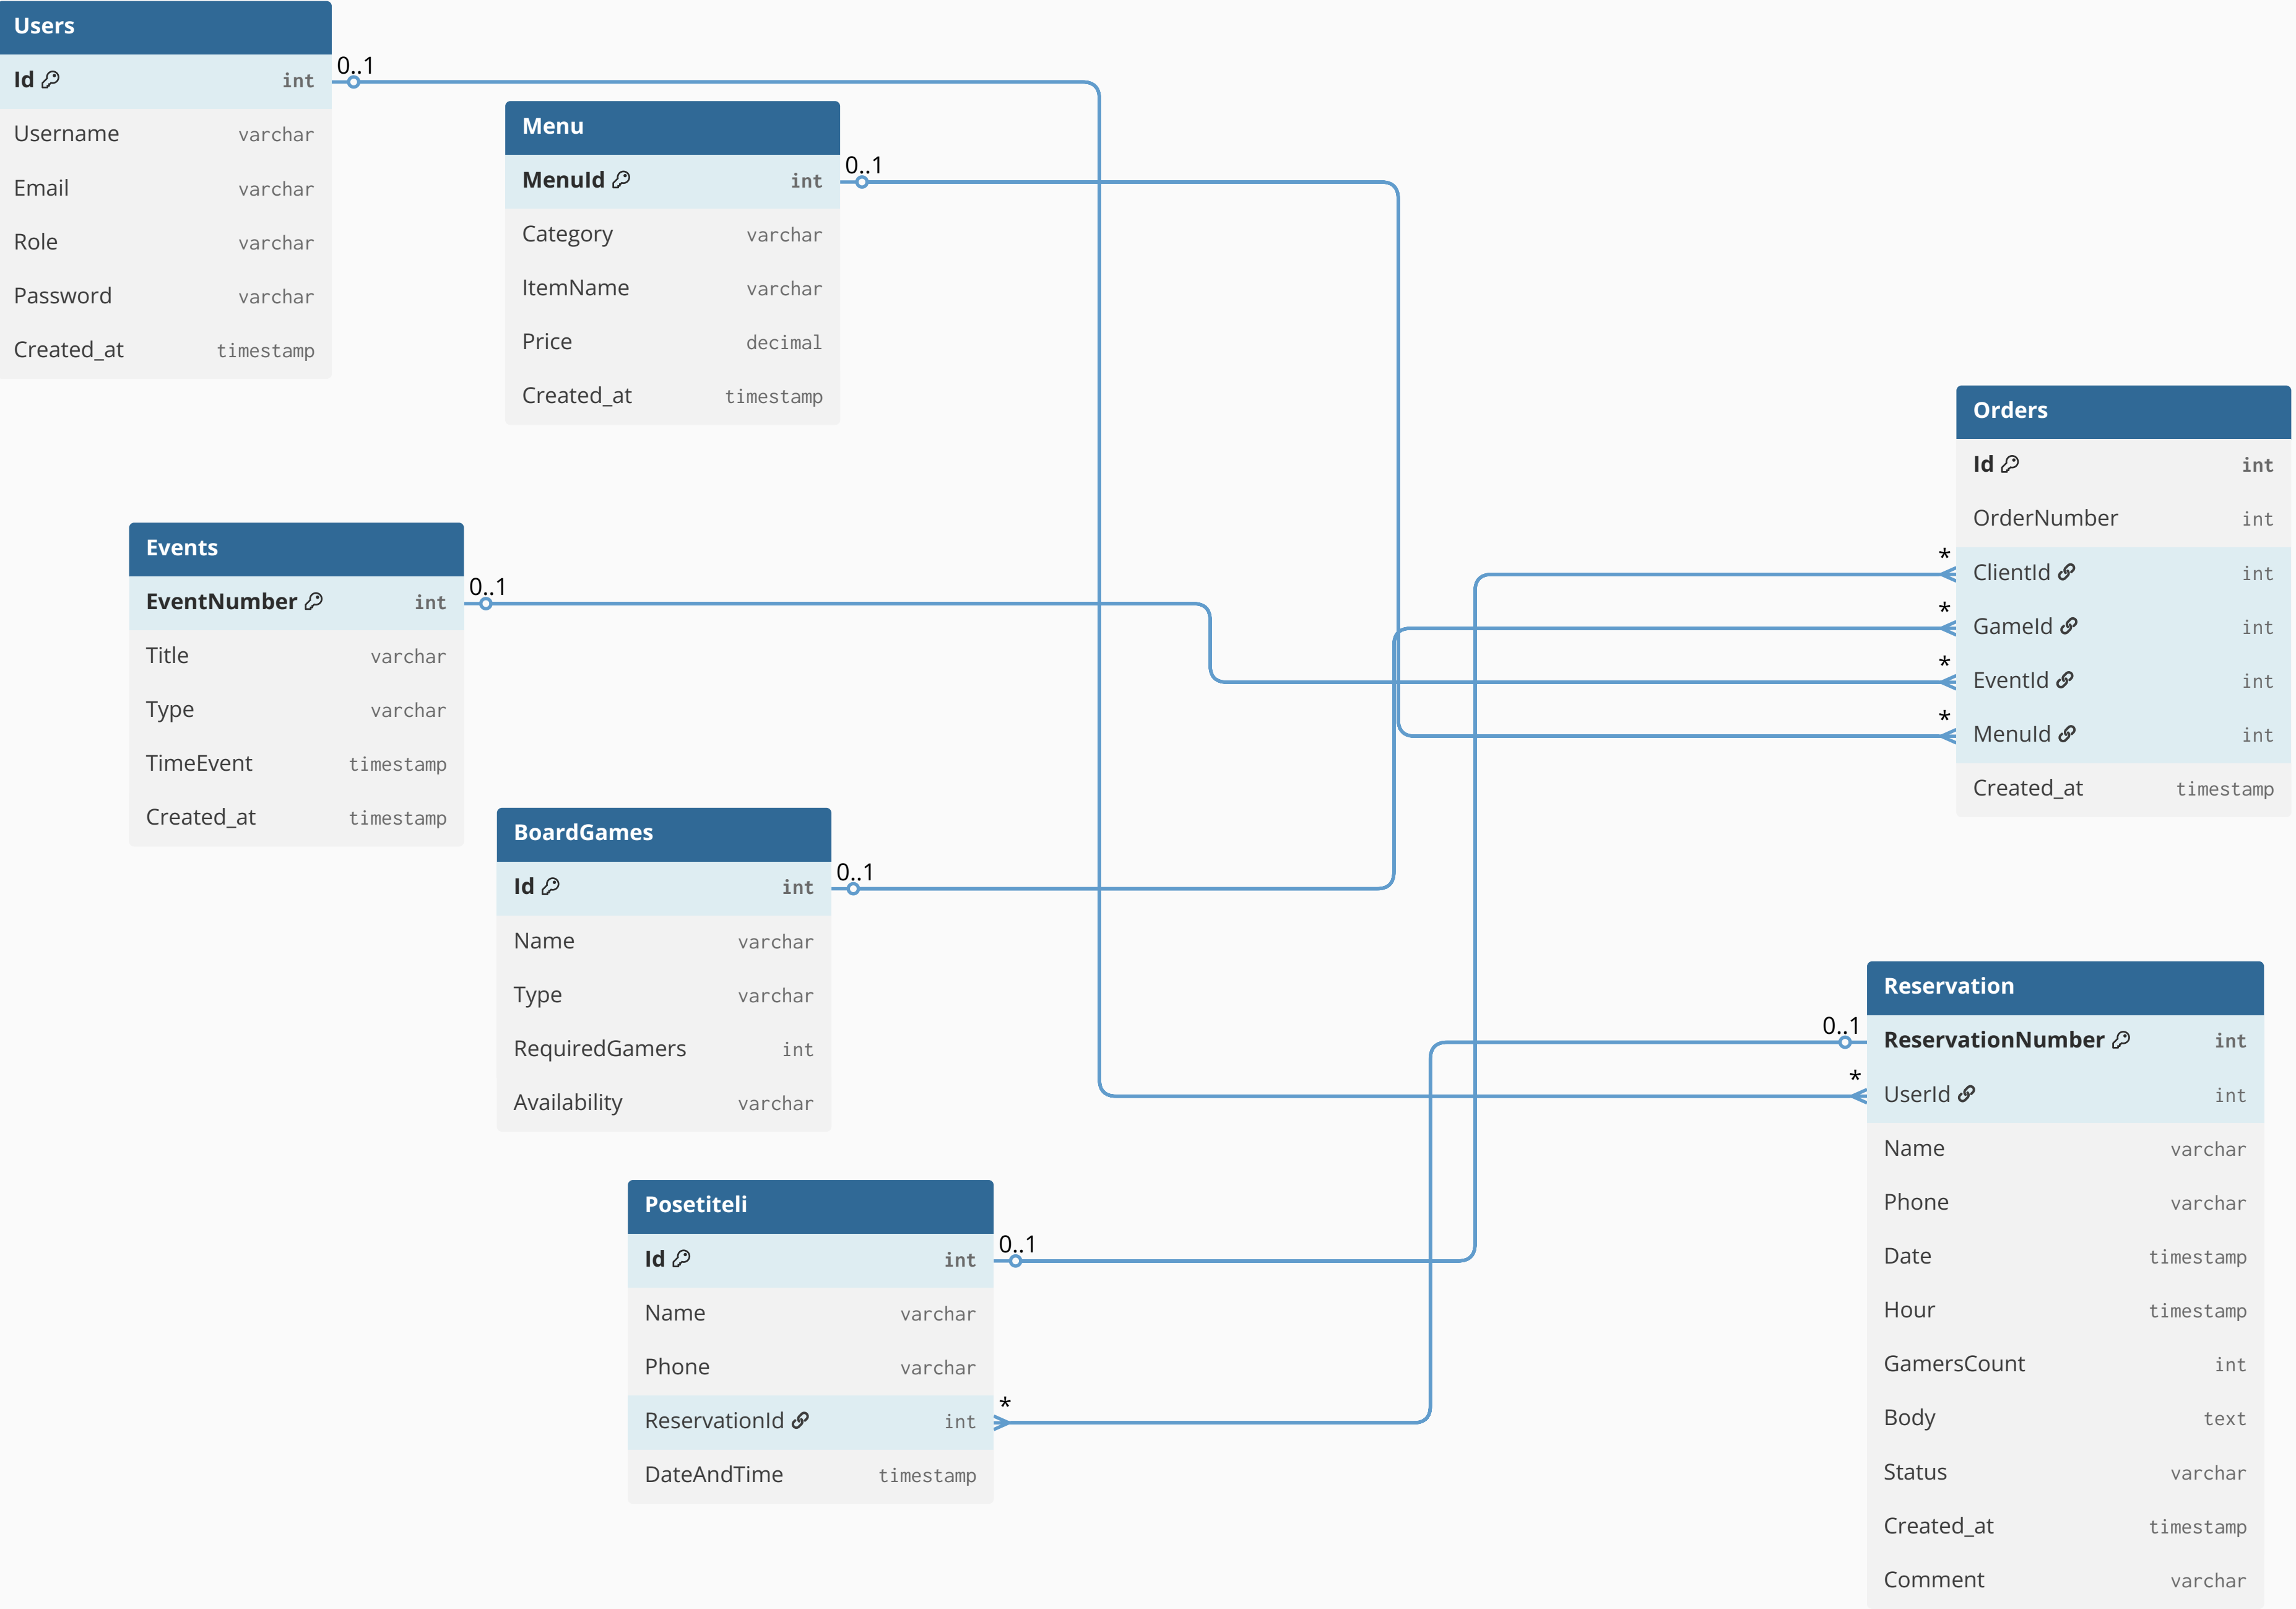 Users
Id int
Username varchar
Email varchar
Role varchar
Password varchar
Created_at timestamp
0..1
Menu
MenuId int
Category varchar
ItemName varchar
Price decimal
Created_at timestamp
0..1
Events
EventNumber int
Title varchar
Type varchar
TimeEvent timestamp
Created_at timestamp
0..1
BoardGames
Id int
Name varchar
Type varchar
RequiredGamers int
Availability varchar
0..1
Posetiteli
Id int
Name varchar
Phone varchar
ReservationId int
DateAndTime timestamp
0..1
*
Orders
Id int
OrderNumber int
* ClientId int
* GameId int
* EventId int
* MenuId int
Created_at timestamp
Reservation
0..1
ReservationNumber int
* UserId int
Name varchar
Phone varchar
Date timestamp
Hour timestamp
GamersCount int
Body text
Status varchar
Created_at timestamp
Comment varchar